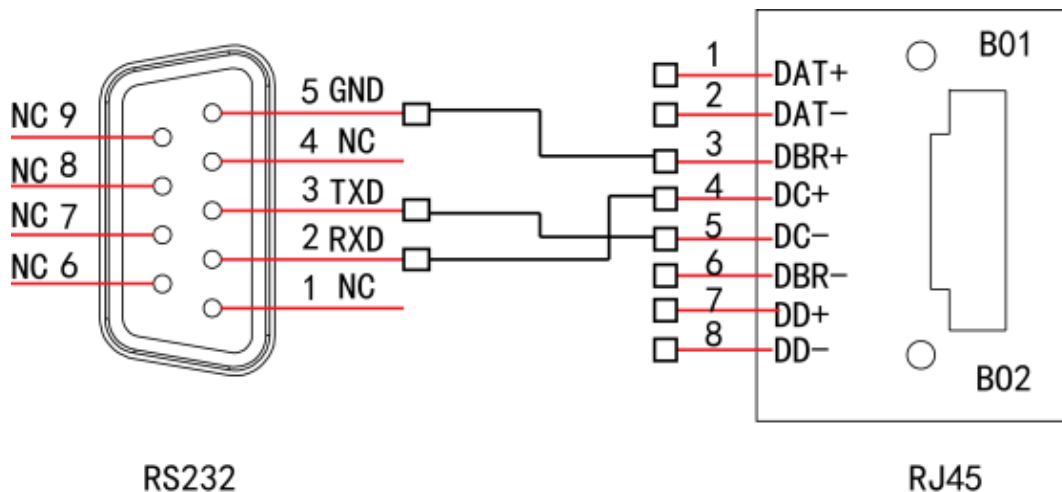 NC 9
NC 8
NC 7
NC 6
5 GND
4 NC
3 TXD
2 RXD
1 NC
RS232
1 DAT+
2 DAT-
3 DBR+
4 DC+
5 DC-
6 DBR-
7 DD+
8 DD-
B01
B02
RJ45